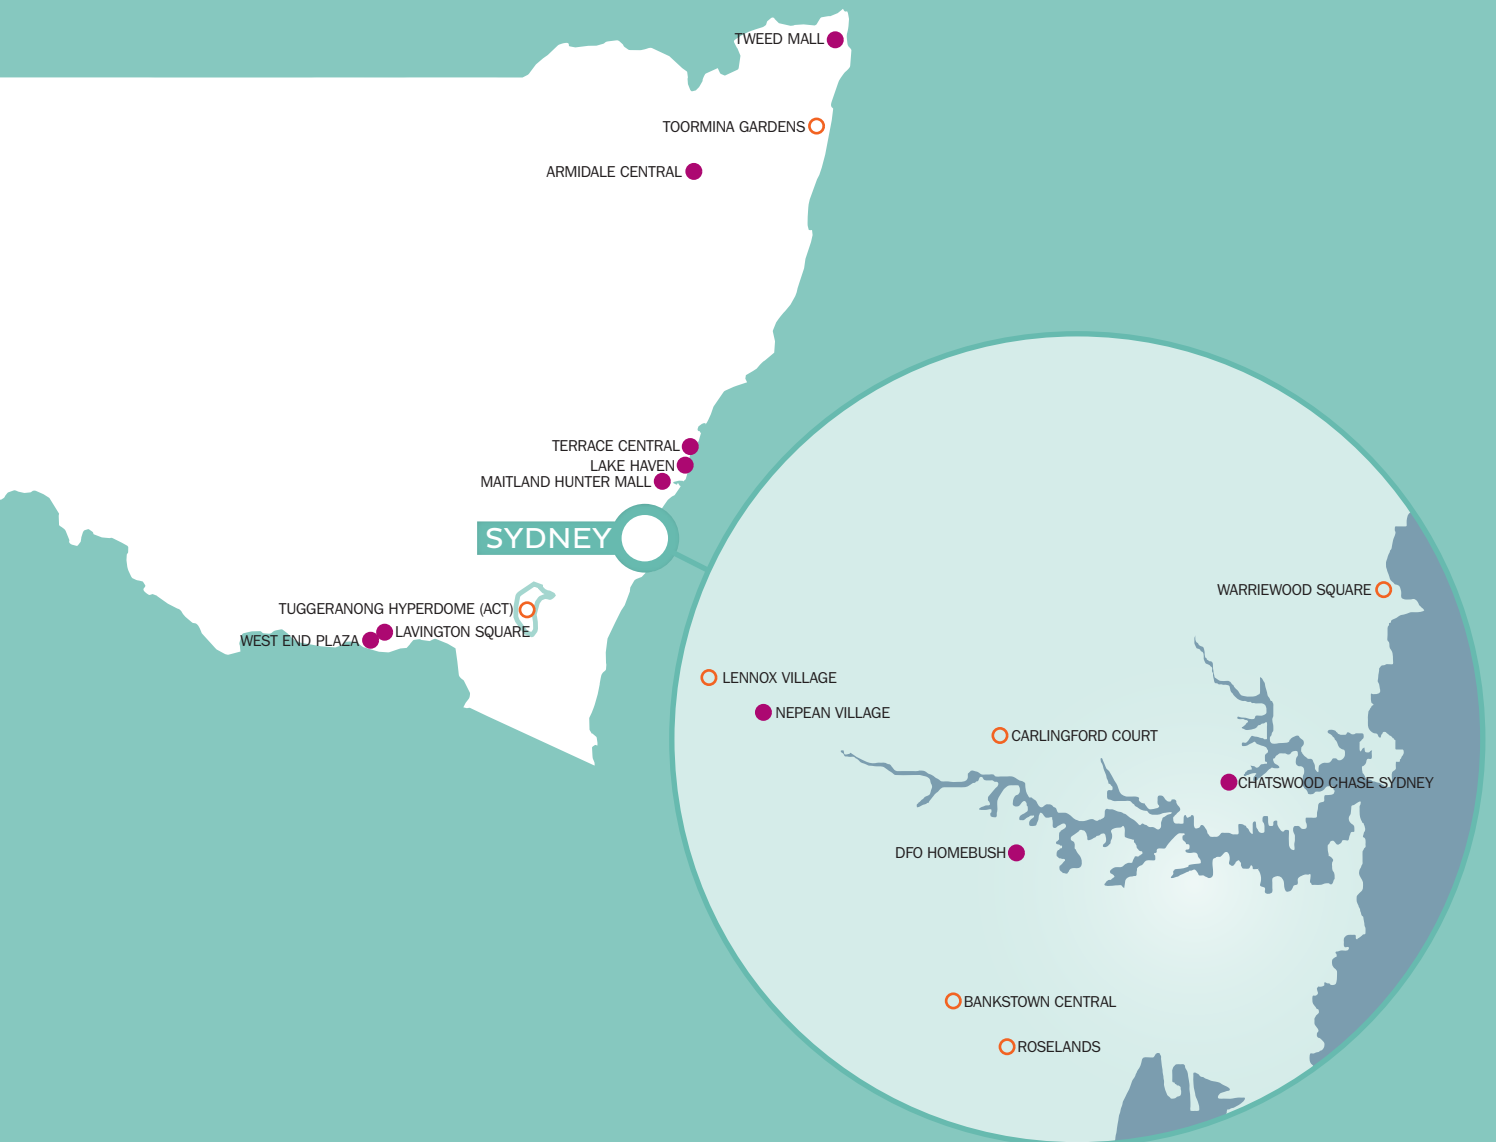 TWEED MALL
TOORMINA GARDENS
ARMIDALE CENTRAL
TERRACE CENTRAL
LAKE HAVEN
MAITLAND HUNTER MALL
SYDNEY
TUGGERANONG HYPERDOME (ACT)
LAVINGTON SQUARE
WEST END PLAZA
WARRIEWOOD SQUARE
LENNOX VILLAGE
NEPEAN VILLAGE
CARLINGFORD COURT
CHATSWOOD CHASE SYDNEY
DFO HOMEBUSH
BANKSTOWN CENTRAL
ROSELANDS